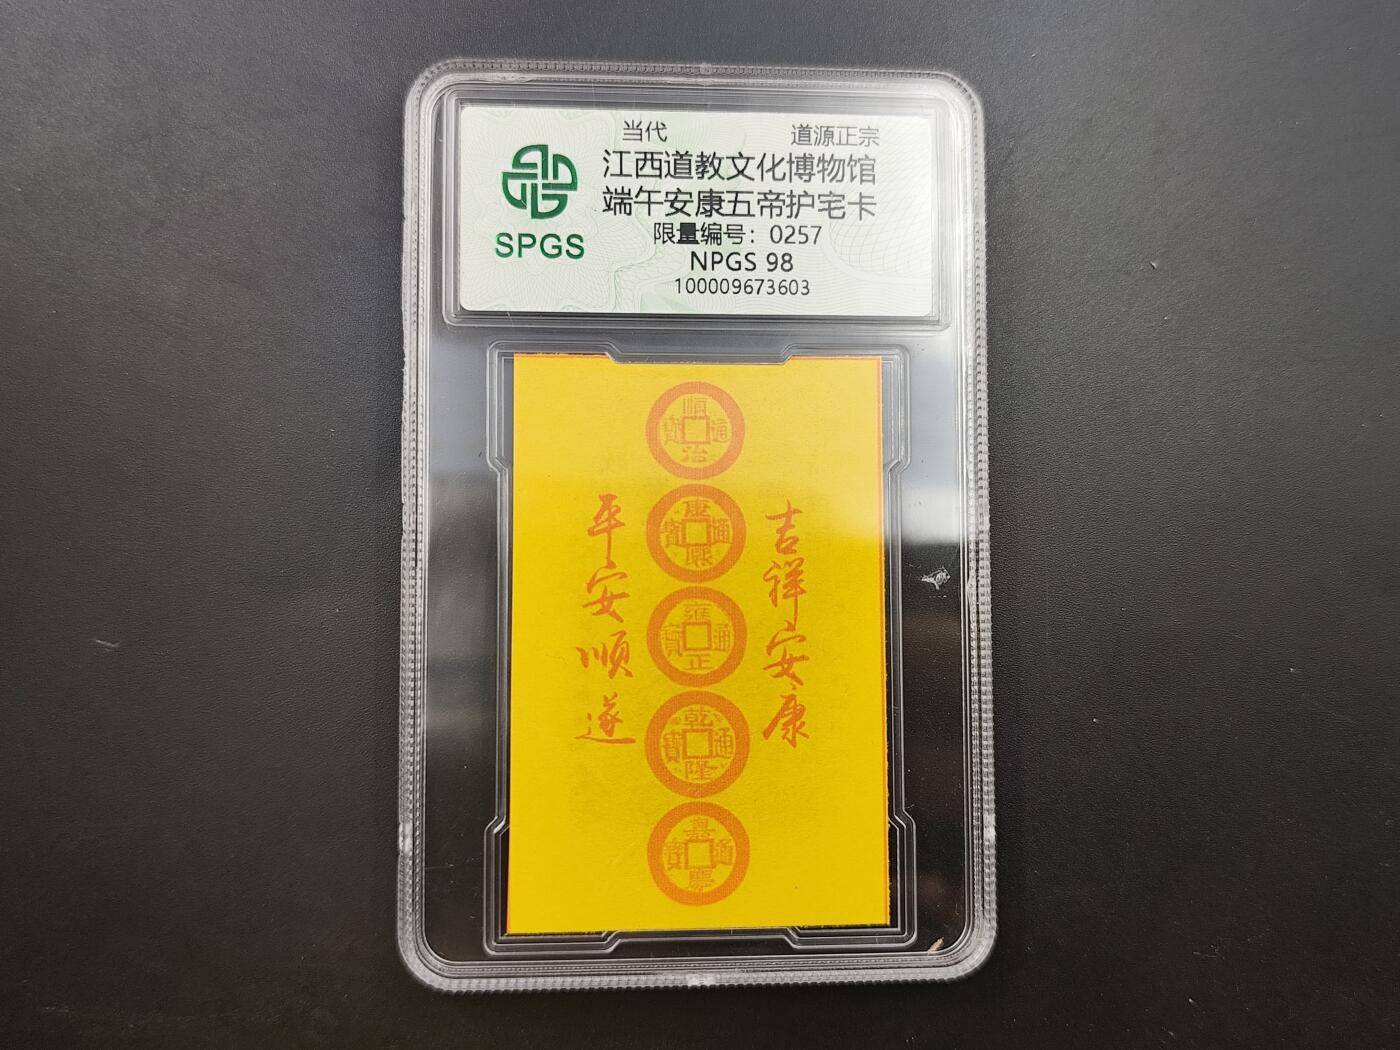 当代 道源正宗
江西道教文化博物馆
端午安康五帝护宅卡
限量编号：0257
NPGS 98
100009673603
SPGS
順治通寶
康熙通寶
雍正通寶
乾隆通寶
嘉慶通寶
吉祥安康
平安顺遂